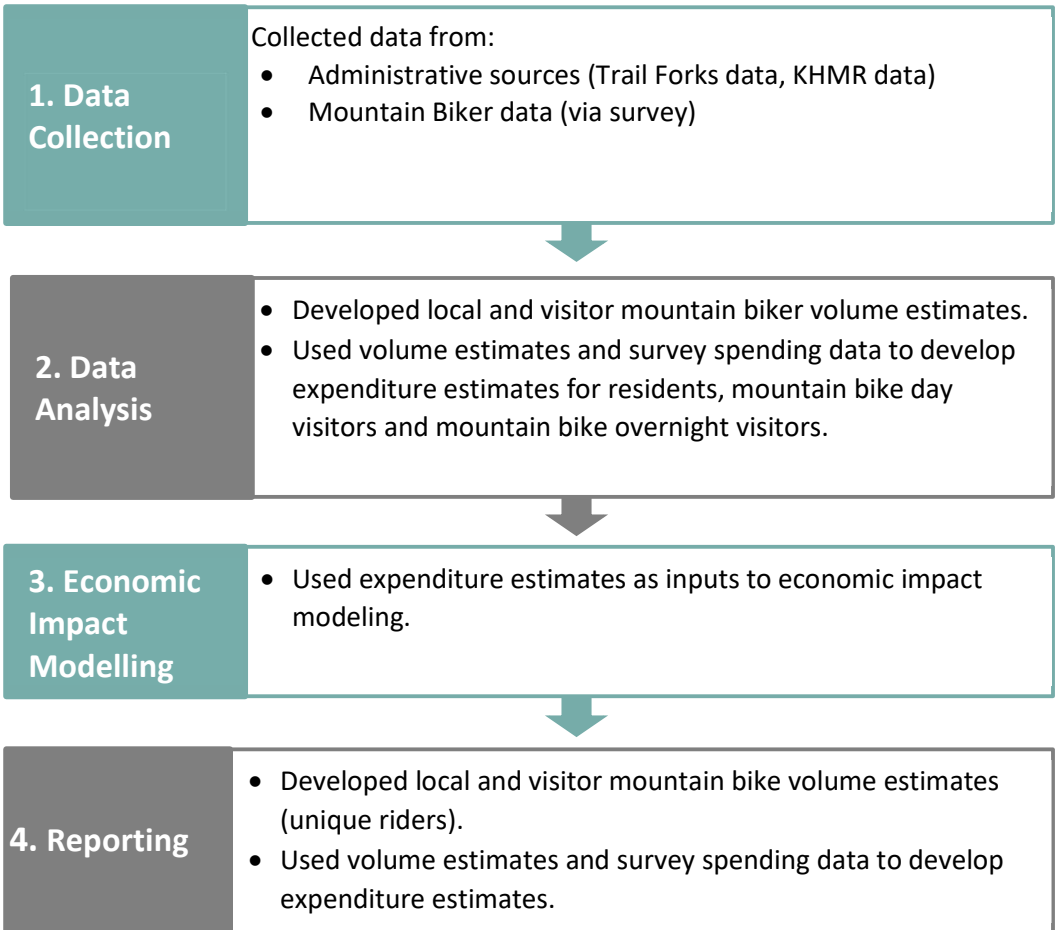 1. Data
Collection
Collected data from:
• Administrative sources (Trail Forks data, KHMR data)
• Mountain Biker data (via survey)
2. Data
Analysis
• Developed local and visitor mountain biker volume estimates.
• Used volume estimates and survey spending data to develop
expenditure estimates for residents, mountain bike day
visitors and mountain bike overnight visitors.
3. Economic
Impact
Modelling
• Used expenditure estimates as inputs to economic impact
modeling.
4. Reporting
• Developed local and visitor mountain bike volume estimates
(unique riders).
• Used volume estimates and survey spending data to develop
expenditure estimates.